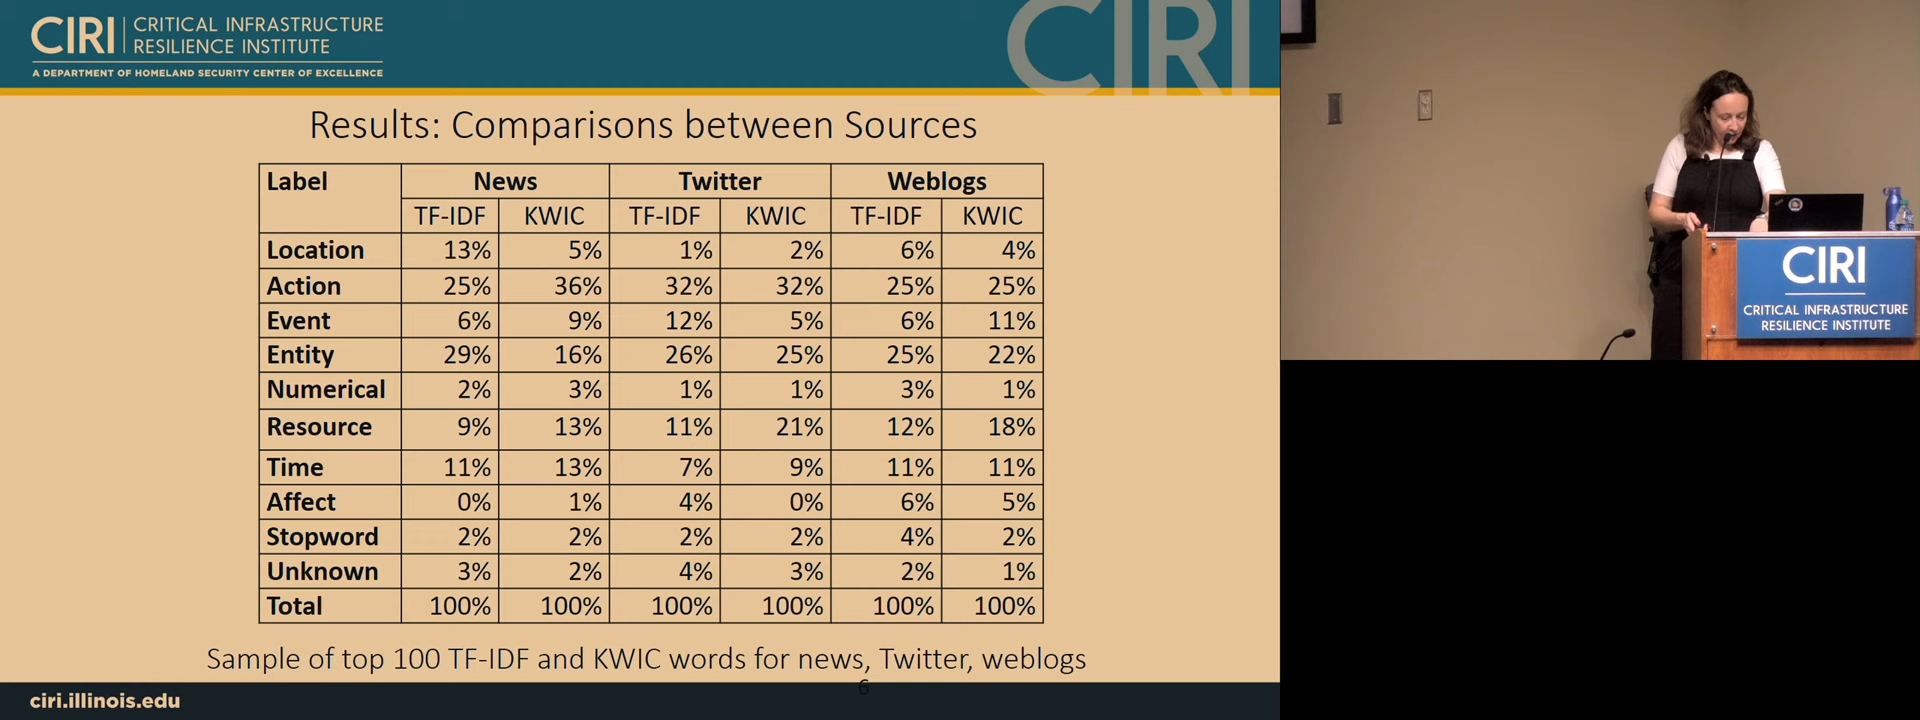 CIRI
CRITICAL INFRASTRUCTURE
RESILIENCE INSTITUTE
A DEPARTMENT OF HOMELAND SECURITY CENTER OF EXCELLENCE
CIRI
Results: Comparisons between Sources
Label News Twitter Weblogs
TF-IDF KWIC TF-IDF KWIC TF-IDF KWIC
Location 13% 5% 1% 2% 6% 4%
Action 25% 36% 32% 32% 25% 25%
Event 6% 9% 12% 5% 6% 11%
Entity 29% 16% 26% 25% 25% 22%
Numerical 2% 3% 1% 1% 3% 1%
Resource 9% 13% 11% 21% 12% 18%
Time 11% 13% 7% 9% 11% 11%
Affect 0% 1% 4% 0% 6% 5%
Stopword 2% 2% 2% 2% 4% 2%
Unknown 3% 2% 4% 3% 2% 1%
Total 100% 100% 100% 100% 100% 100%
Sample of top 100 TF-IDF and KWIC words for news, Twitter, weblogs
6
ciri.illinois.edu
CIRI
CRITICAL INFRASTRUCTURE
RESILIENCE INSTITUTE